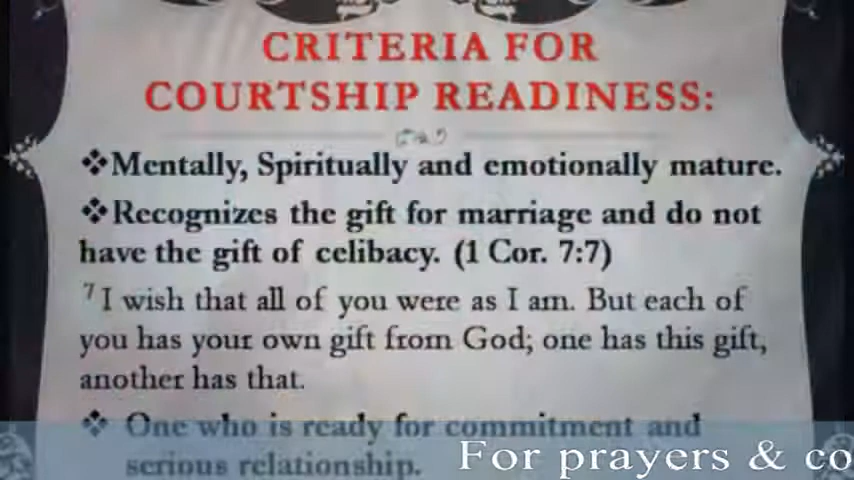 CRITERIA FOR
COURTSHIP READINESS:
❖Mentally, Spiritually and emotionally mature.
❖Recognizes the gift for marriage and do not
have the gift of celibacy. (1 Cor. 7:7)
7 I wish that all of you were as I am. But each of
you has your own gift from God; one has this gift,
another has that.
❖ One who is ready for commitment and
serious relationship.
For prayers & co